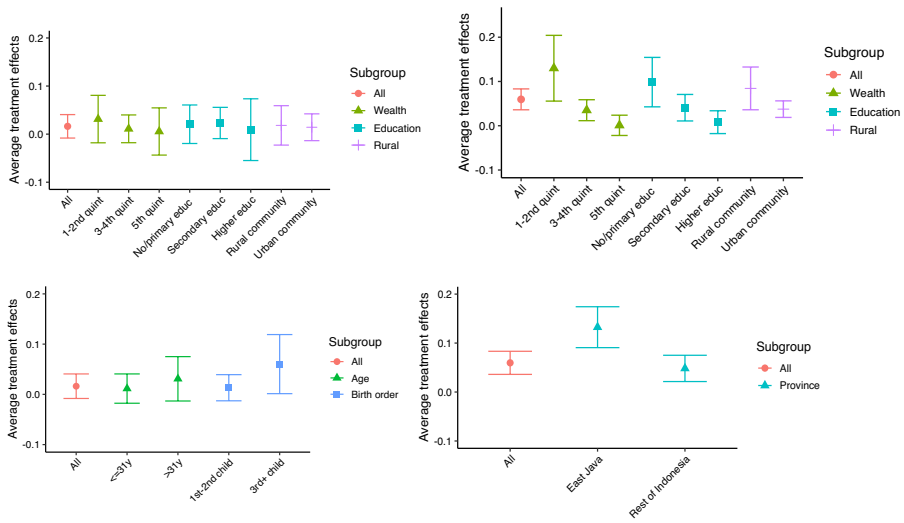 Average treatment effects
0.2
0.1
0.0
-0.1
All
1-2nd quint
3-4th quint
5th quint
No/primary educ
Secondary educ
Higher educ
Rural community
Urban community
Subgroup
All
Wealth
Education
Rural
Average treatment effects
0.2
0.1
0.0
-0.1
All
1-2nd quint
3-4th quint
5th quint
No/primary educ
Secondary educ
Higher educ
Rural community
Urban community
Subgroup
All
Wealth
Education
Rural
Average treatment effects
0.2
0.1
0.0
-0.1
All
<=31y
>31y
1st-2nd child
3rd+ child
Subgroup
All
Age
Birth order
Average treatment effects
0.2
0.1
0.0
-0.1
All
East Java
Rest of Indonesia
Subgroup
All
Province